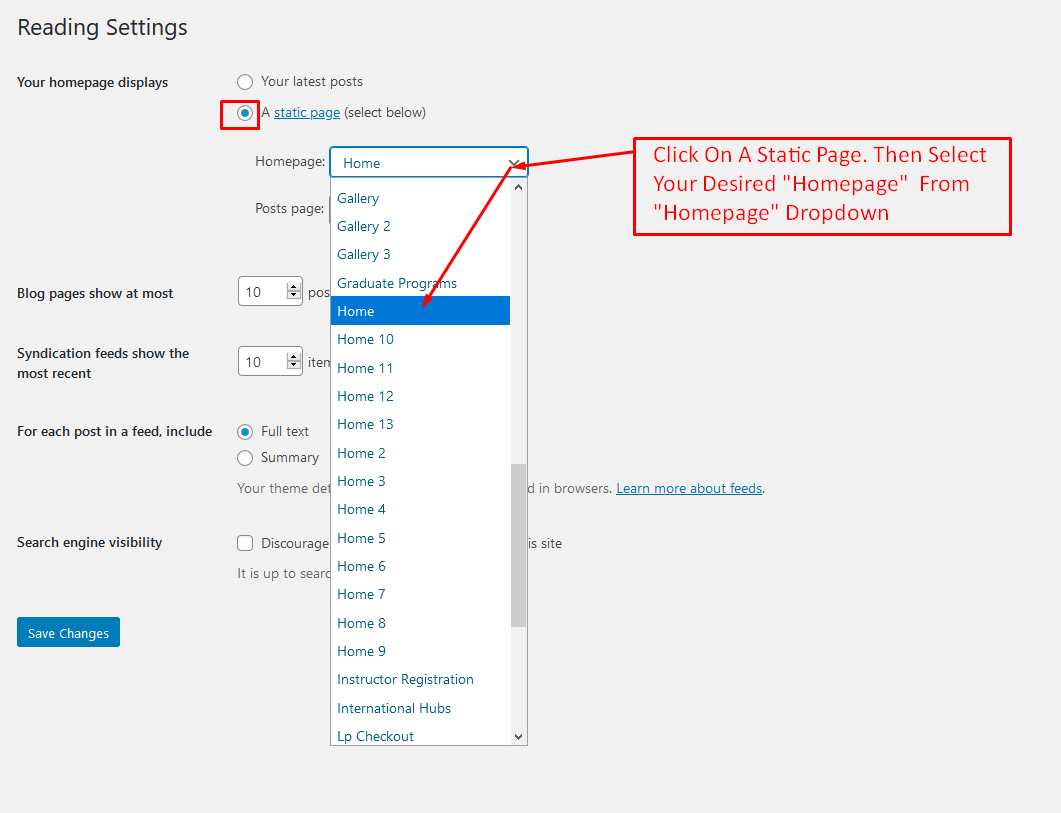 Reading Settings
Your homepage displays
Your latest posts
A static page (select below)
Homepage: Home
Click On A Static Page. Then Select
Your Desired "Homepage" From
"Homepage" Dropdown
Posts page:
Gallery
Gallery 2
Gallery 3
Graduate Programs
Home
Home 10
Home 11
Home 12
Home 13
Home 2
Home 3
Home 4
Home 5
Home 6
Home 7
Home 8
Home 9
Instructor Registration
International Hubs
Lp Checkout
Blog pages show at most
10
Syndication feeds show the
most recent
10
For each post in a feed, include
Full text
Summary
Your theme in browsers. Learn more about feeds.
Search engine visibility
Discourage site
It is up to
Save Changes